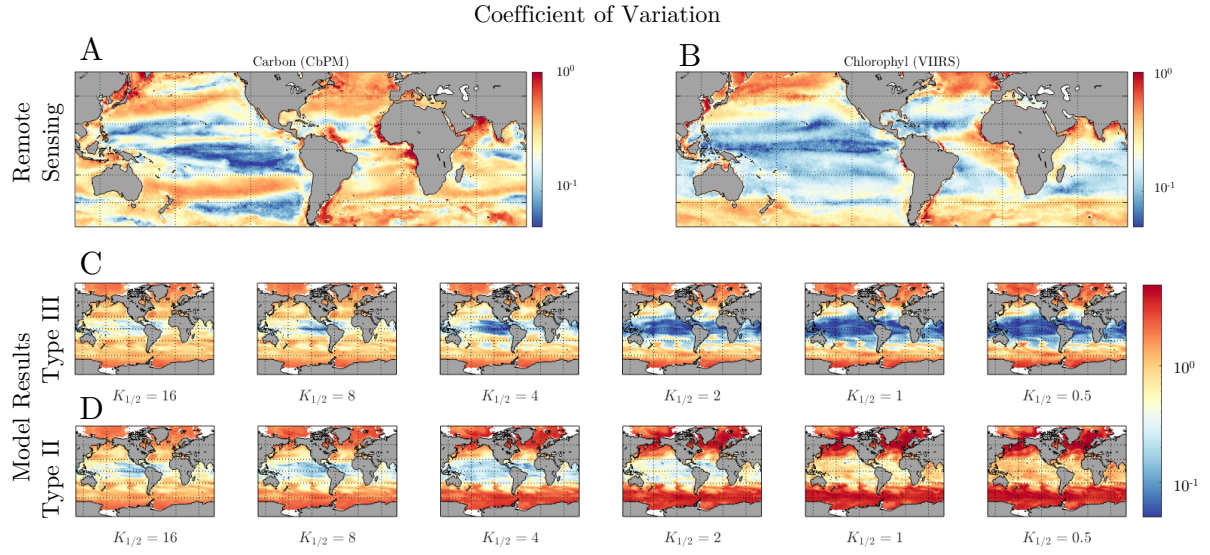 Coefficient of Variation
A
B
Carbon (CbPM)
Chlorophyl (VIIRS)
Remote
Sensing
10⁰
10⁻¹
10⁰
10⁻¹
C
Model Results
Type III
K₁/₂ = 16
K₁/₂ = 8
K₁/₂ = 4
K₁/₂ = 2
K₁/₂ = 1
K₁/₂ = 0.5
D
Type II
K₁/₂ = 16
K₁/₂ = 8
K₁/₂ = 4
K₁/₂ = 2
K₁/₂ = 1
K₁/₂ = 0.5
10⁰
10⁻¹